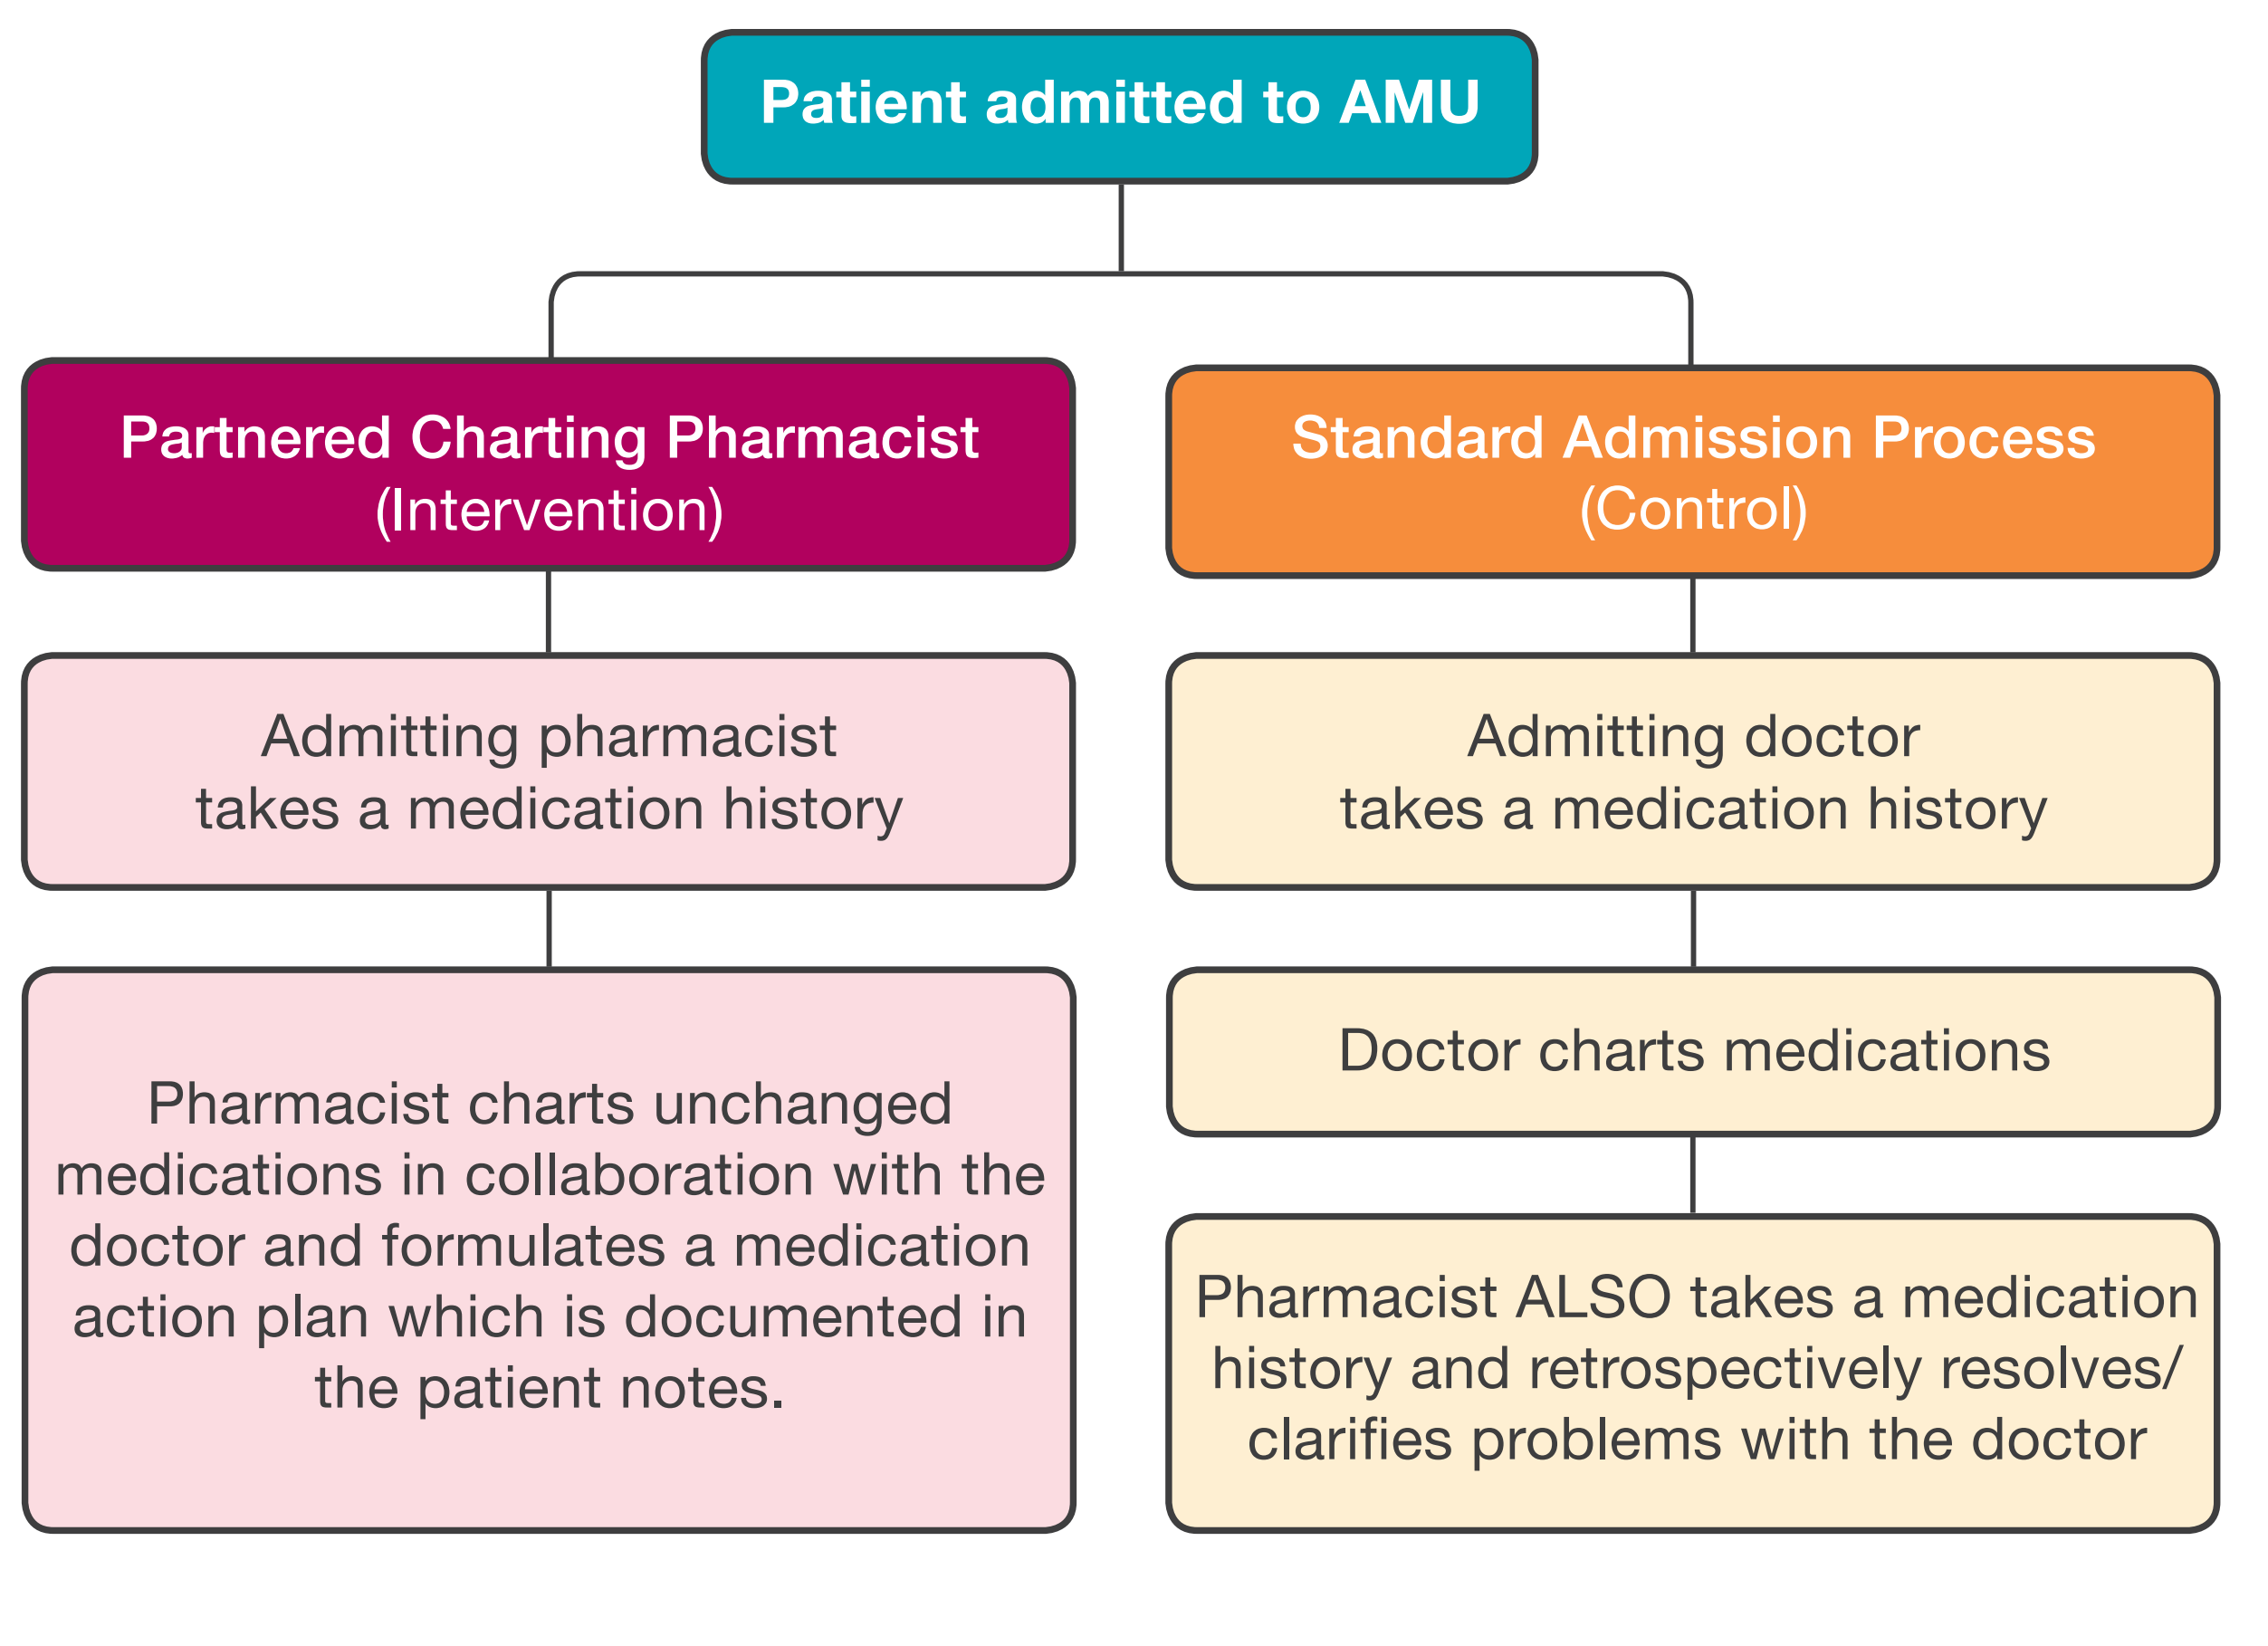 Patient admitted to AMU
Partnered Charting Pharmacist
(Intervention)
Admitting pharmacist
takes a medication history
Pharmacist charts unchanged
medications in collaboration with the
doctor and formulates a medication
action plan which is documented in
the patient notes.
Standard Admission Process
(Control)
Admitting doctor
takes a medication history
Doctor charts medications
Pharmacist ALSO takes a medication
history and retrospectively resolves/
clarifies problems with the doctor